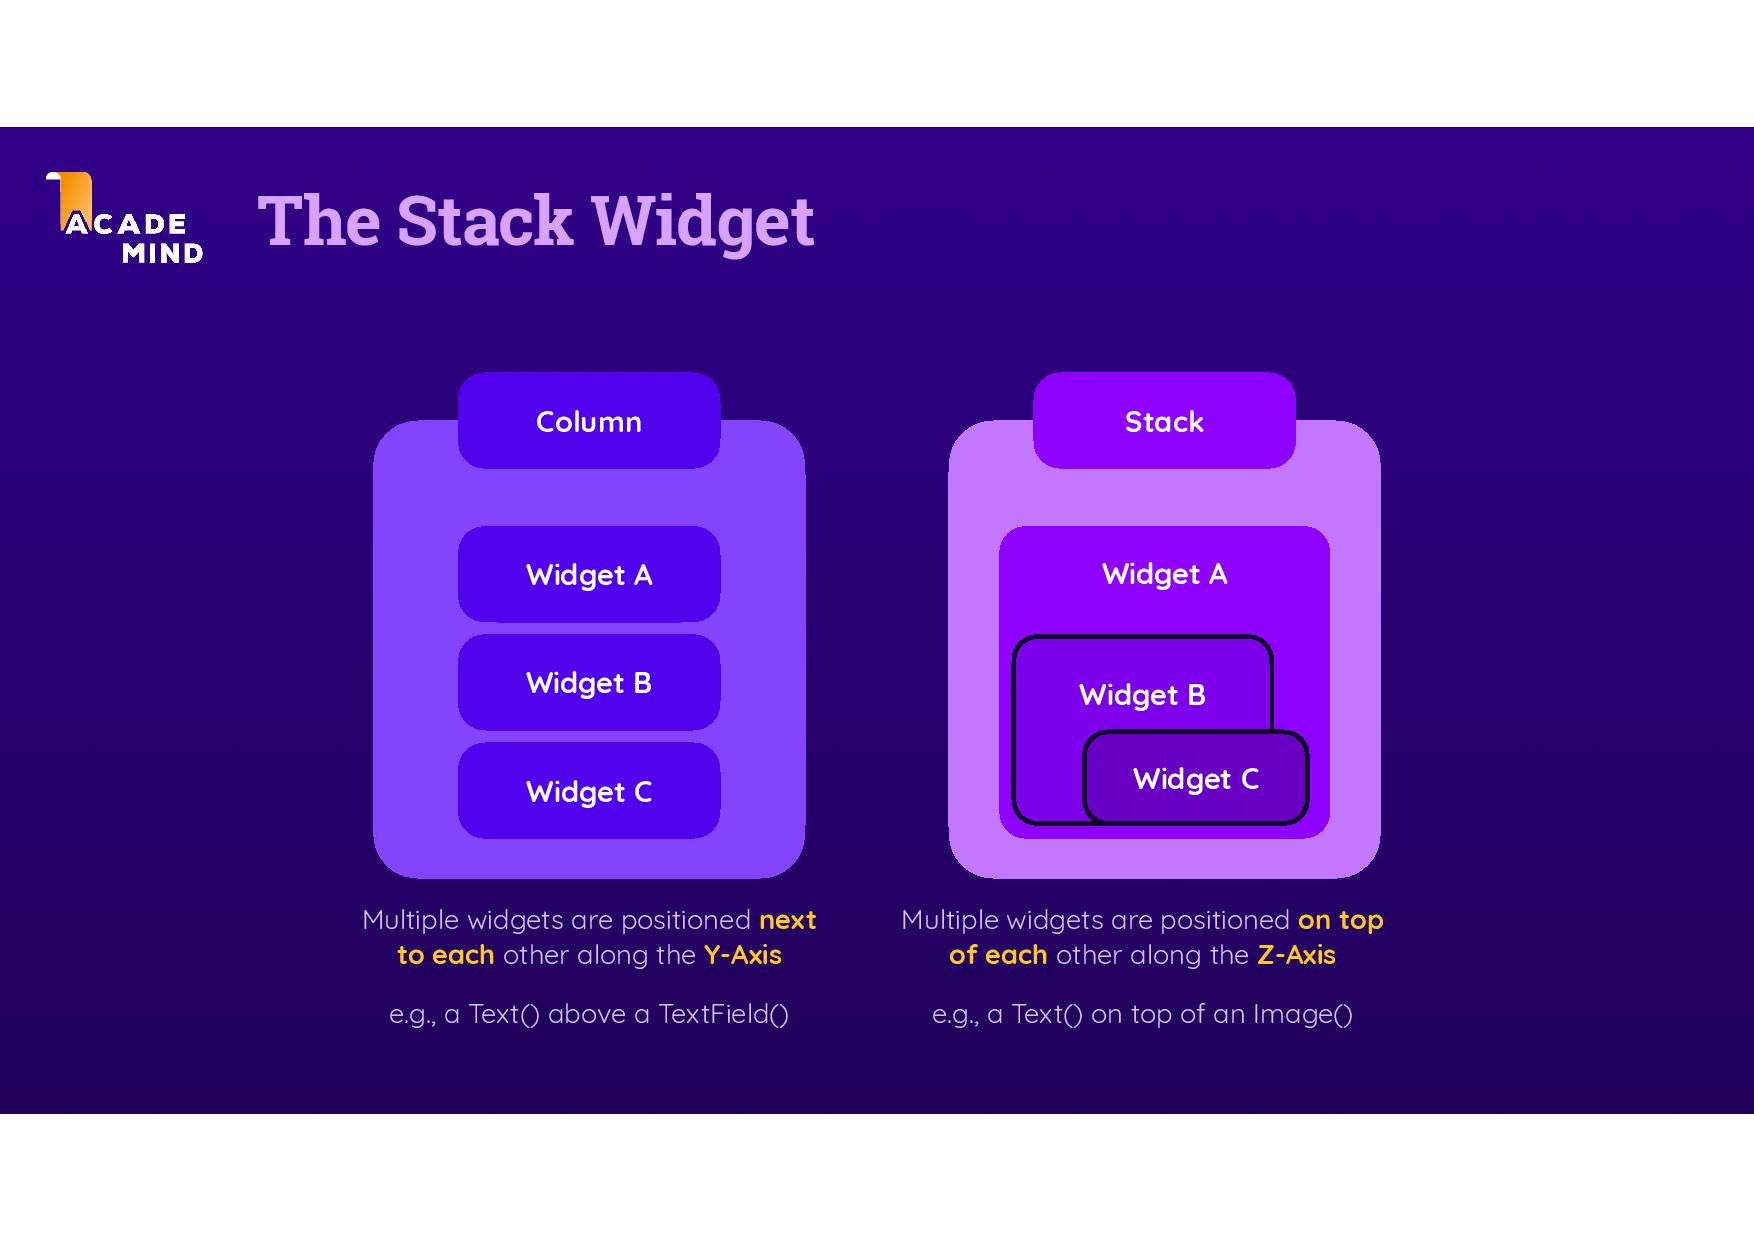 ACADE
MIND
The Stack Widget
Column
Widget A
Widget B
Widget C
Multiple widgets are positioned next
to each other along the Y-Axis
e.g., a Text() above a TextField()
Stack
Widget A
Widget B
Widget C
Multiple widgets are positioned on top
of each other along the Z-Axis
e.g., a Text() on top of an Image()